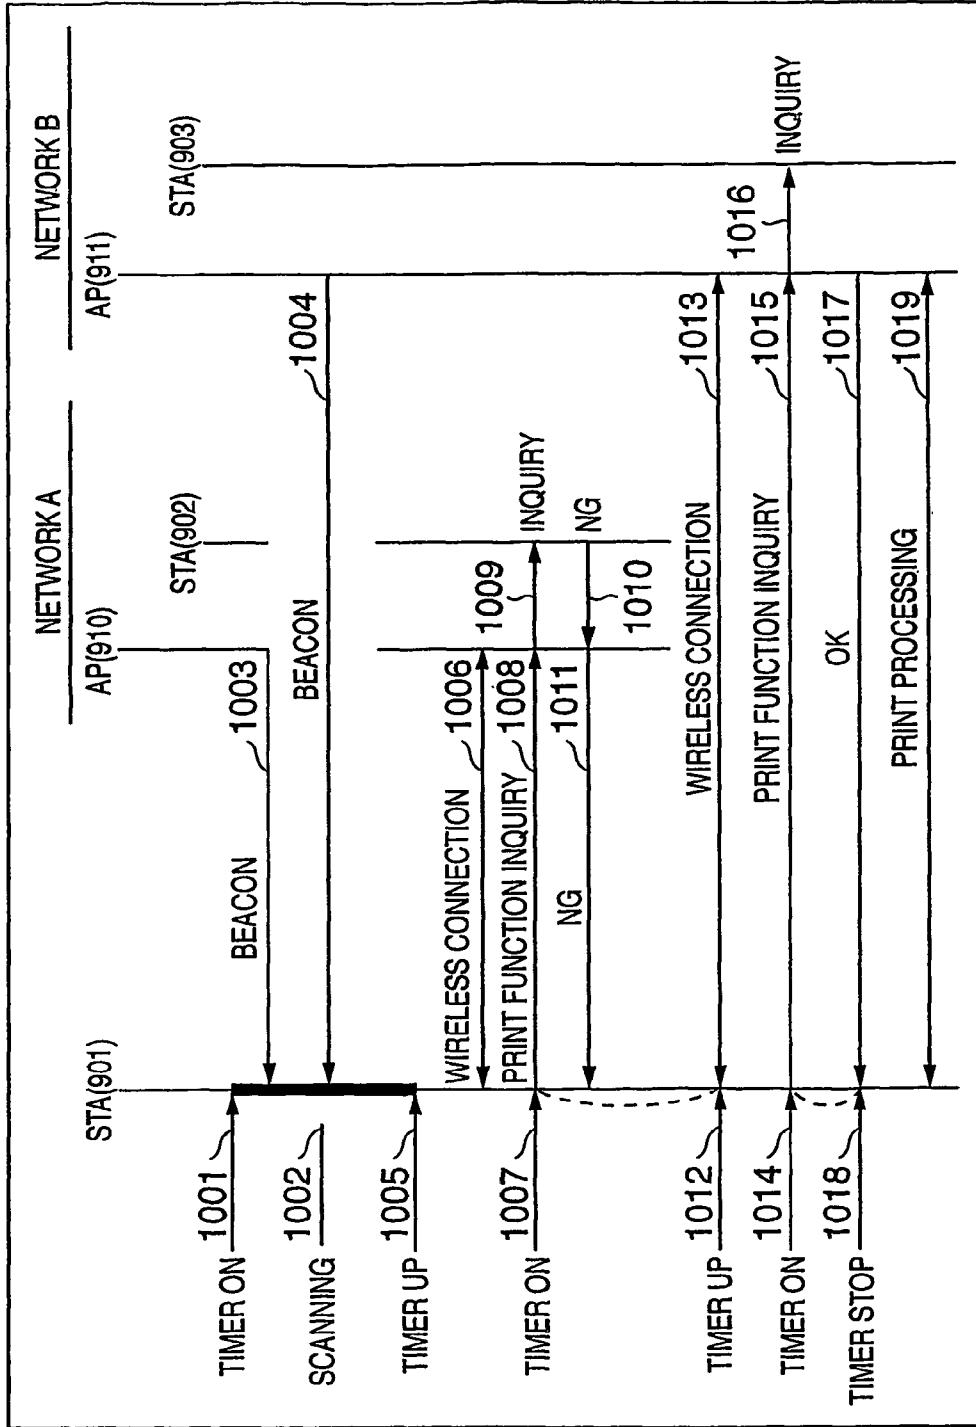 NETWORK A
NETWORK B
STA(901)
AP(910)
STA(902)
AP(911)
STA(903)
TIMER ON
1001
BEACON
1003
SCANNING
1002
BEACON
1004
TIMER UP
1005
WIRELESS CONNECTION
1006
TIMER ON
1007
PRINT FUNCTION INQUIRY
1008
1009
INQUIRY
NG
1011
1010
NG
TIMER UP
1012
WIRELESS CONNECTION
1013
TIMER ON
1014
PRINT FUNCTION INQUIRY
1015
1016
INQUIRY
TIMER STOP
1018
OK
1017
PRINT PROCESSING
1019